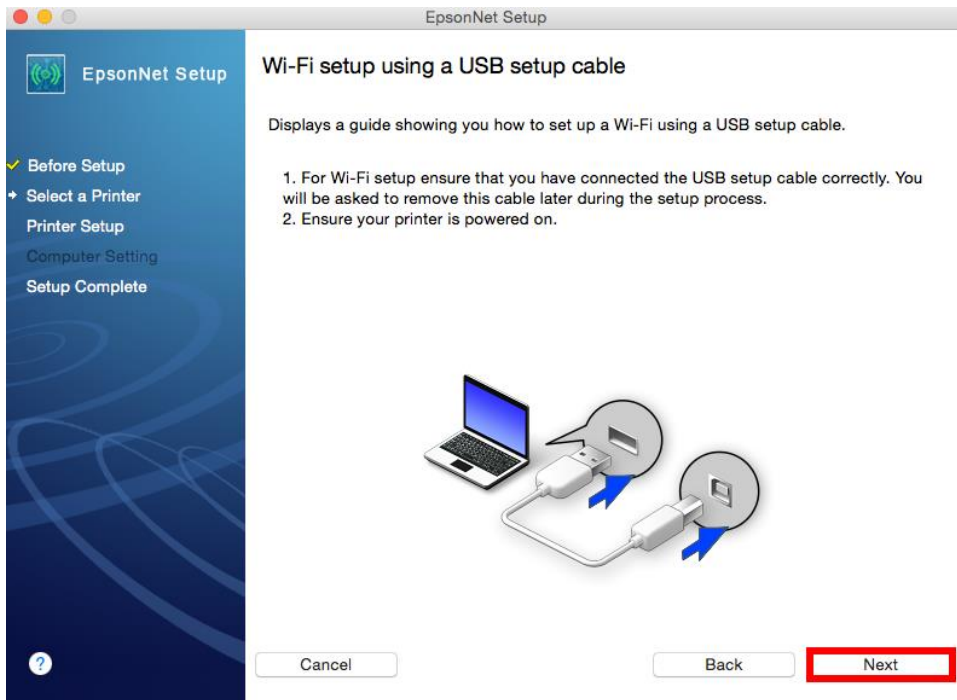 EpsonNet Setup
EpsonNet Setup
Before Setup
Select a Printer
Printer Setup
Computer Setting
Setup Complete
Wi-Fi setup using a USB setup cable
Displays a guide showing you how to set up a Wi-Fi using a USB setup cable.
1. For Wi-Fi setup ensure that you have connected the USB setup cable correctly. You
will be asked to remove this cable later during the setup process.
2. Ensure your printer is powered on.
?
Cancel
Back
Next